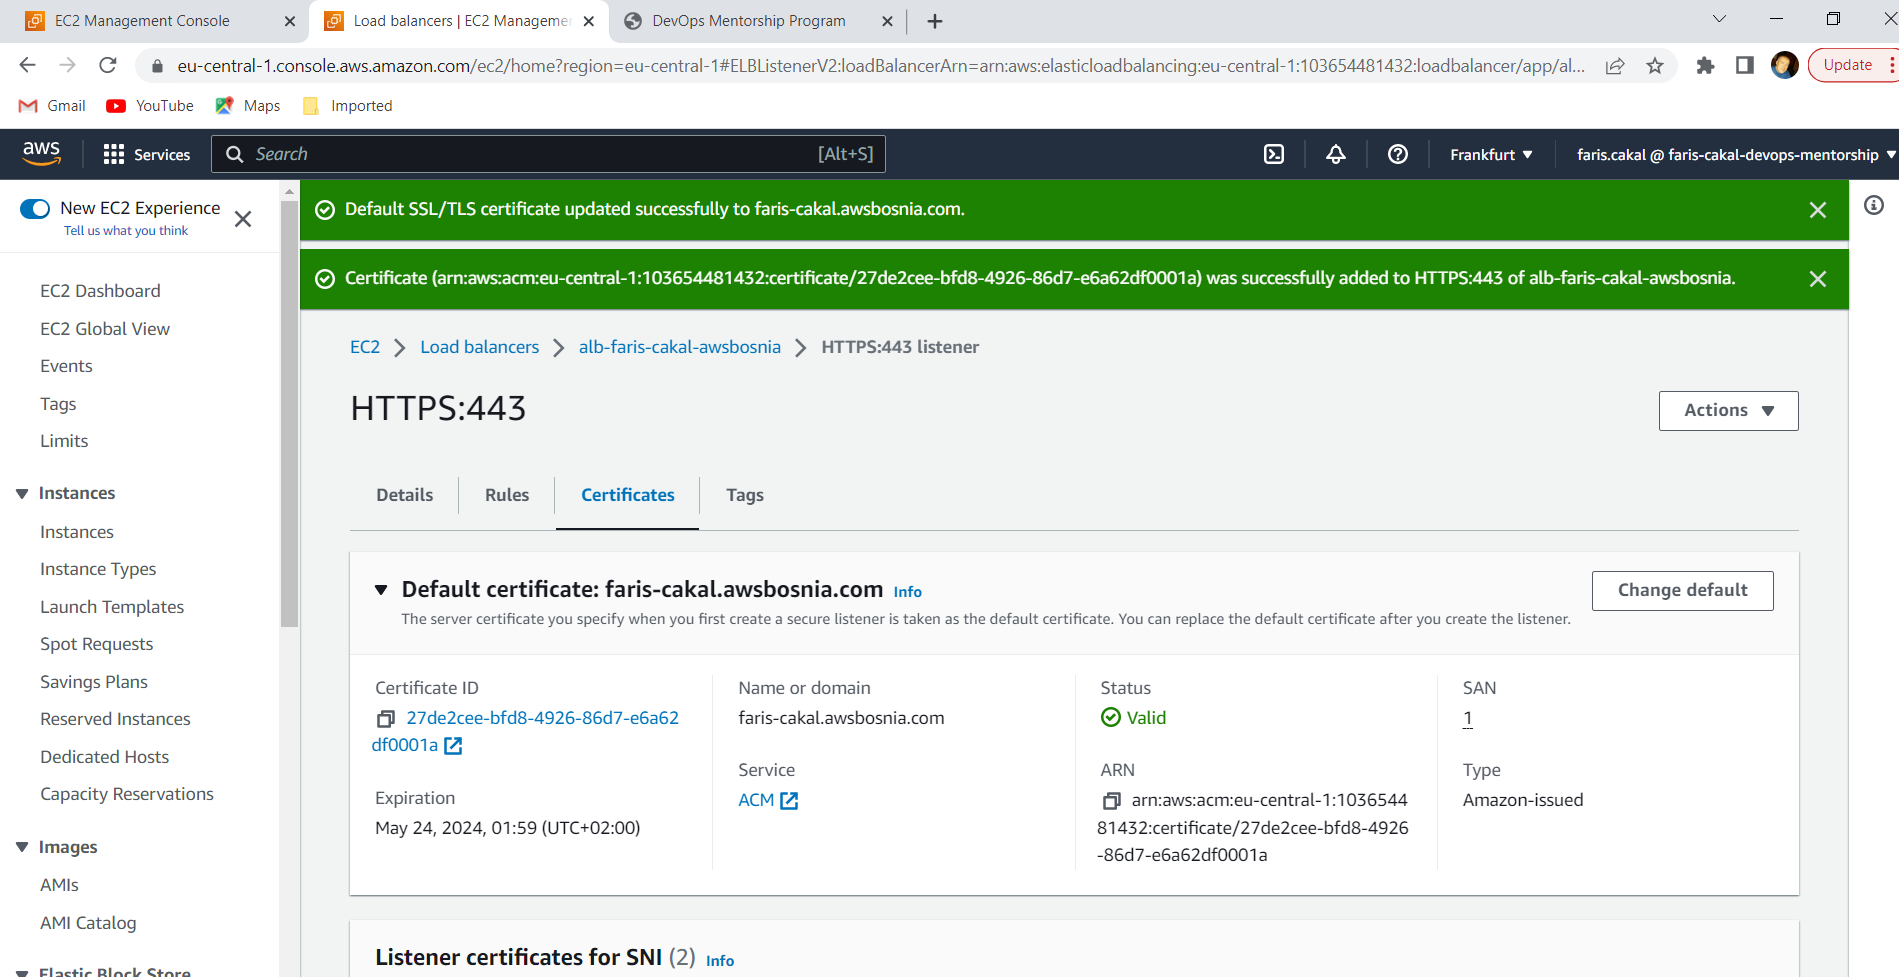 EC2 Management Console
Load balancers | EC2 Manageme
DevOps Mentorship Program
eu-central-1.console.aws.amazon.com/ec2/home?region=eu-central-1#ELBListenerV2:loadBalancerArn=arn:aws:elasticloadbalancing:eu-central-1:103654481432:loadbalancer/app/al...
Update
Gmail
YouTube
Maps
Imported
aws
Services
Search
[Alt+S]
Frankfurt
faris.cakal @ faris-cakal-devops-mentorship
New EC2 Experience
Tell us what you think
EC2 Dashboard
EC2 Global View
Events
Tags
Limits
Instances
Instances
Instance Types
Launch Templates
Spot Requests
Savings Plans
Reserved Instances
Dedicated Hosts
Capacity Reservations
Images
AMIs
AMI Catalog
Elastic Block Store
Default SSL/TLS certificate updated successfully to faris-cakal.awsbosnia.com.
Certificate (arn:aws:acm:eu-central-1:103654481432:certificate/27de2cee-bfd8-4926-86d7-e6a62df0001a) was successfully added to HTTPS:443 of alb-faris-cakal-awsbosnia.
EC2
Load balancers
alb-faris-cakal-awsbosnia
HTTPS:443 listener
HTTPS:443
Actions
Details
Rules
Certificates
Tags
Default certificate: faris-cakal.awsbosnia.com Info
The server certificate you specify when you first create a secure listener is taken as the default certificate. You can replace the default certificate after you create the listener.
Change default
Certificate ID
27de2cee-bfd8-4926-86d7-e6a62
df0001a
Expiration
May 24, 2024, 01:59 (UTC+02:00)
Name or domain
faris-cakal.awsbosnia.com
Service
ACM
Status
Valid
ARN
arn:aws:acm:eu-central-1:1036544
81432:certificate/27de2cee-bfd8-4926
-86d7-e6a62df0001a
SAN
1
Type
Amazon-issued
Listener certificates for SNI (2) Info